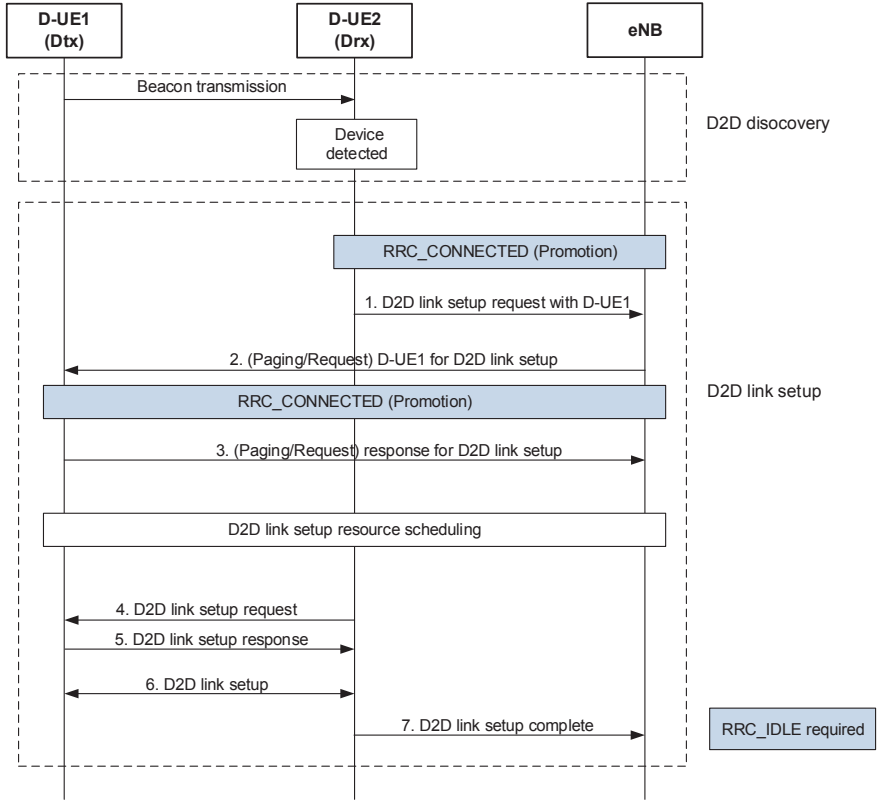 D-UE1
(Dtx)
D-UE2
(Drx)
eNB
Beacon transmission
Device
detected
D2D disocovery
RRC_CONNECTED (Promotion)
1. D2D link setup request with D-UE1
2. (Paging/Request) D-UE1 for D2D link setup
RRC_CONNECTED (Promotion)
D2D link setup
3. (Paging/Request) response for D2D link setup
D2D link setup resource scheduling
4. D2D link setup request
5. D2D link setup response
6. D2D link setup
7. D2D link setup complete
RRC_IDLE required